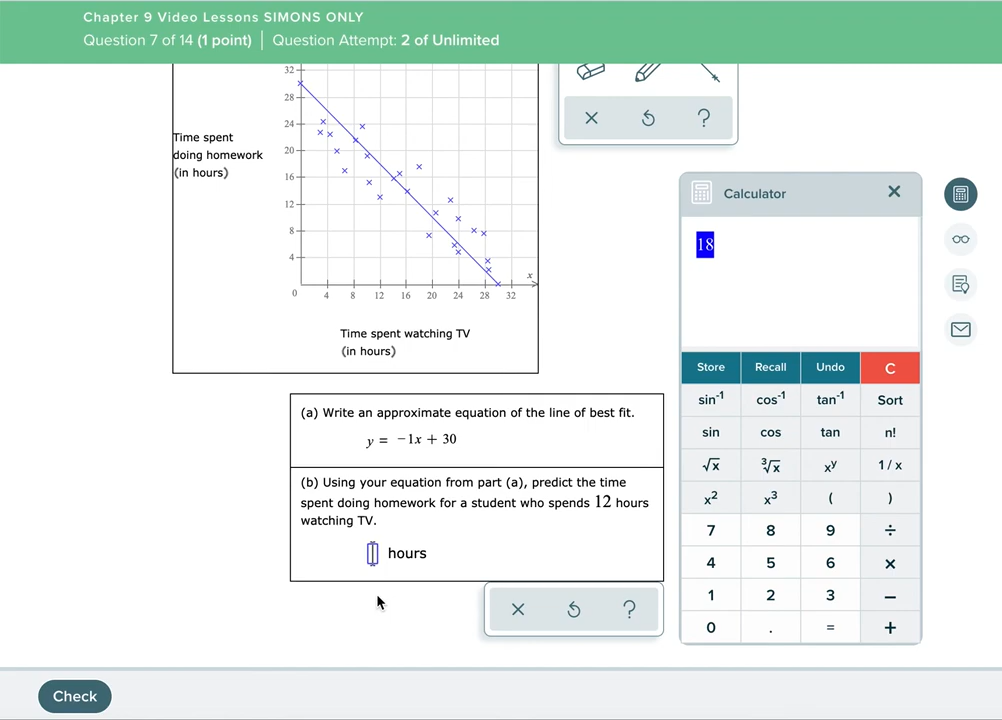 Chapter 9 Video Lessons SIMONS ONLY
Question 7 of 14 (1 point) | Question Attempt: 2 of Unlimited
32
28
24
20
16
12
8
4
Time spent
doing homework
(in hours)
x
0 4 8 12 16 20 24 28 32
Time spent watching TV
(in hours)
(a) Write an approximate equation of the line of best fit.
y = −1x + 30
(b) Using your equation from part (a), predict the time
spent doing homework for a student who spends 12 hours
watching TV.
hours
× ?
× ?
Calculator ×
18
Store Recall Undo C
sin⁻¹ cos⁻¹ tan⁻¹ Sort
sin cos tan n!
√x ∛x xʸ 1/x
x² x³ ( )
7 8 9 ÷
4 5 6 ×
1 2 3 −
0 . = +
Check